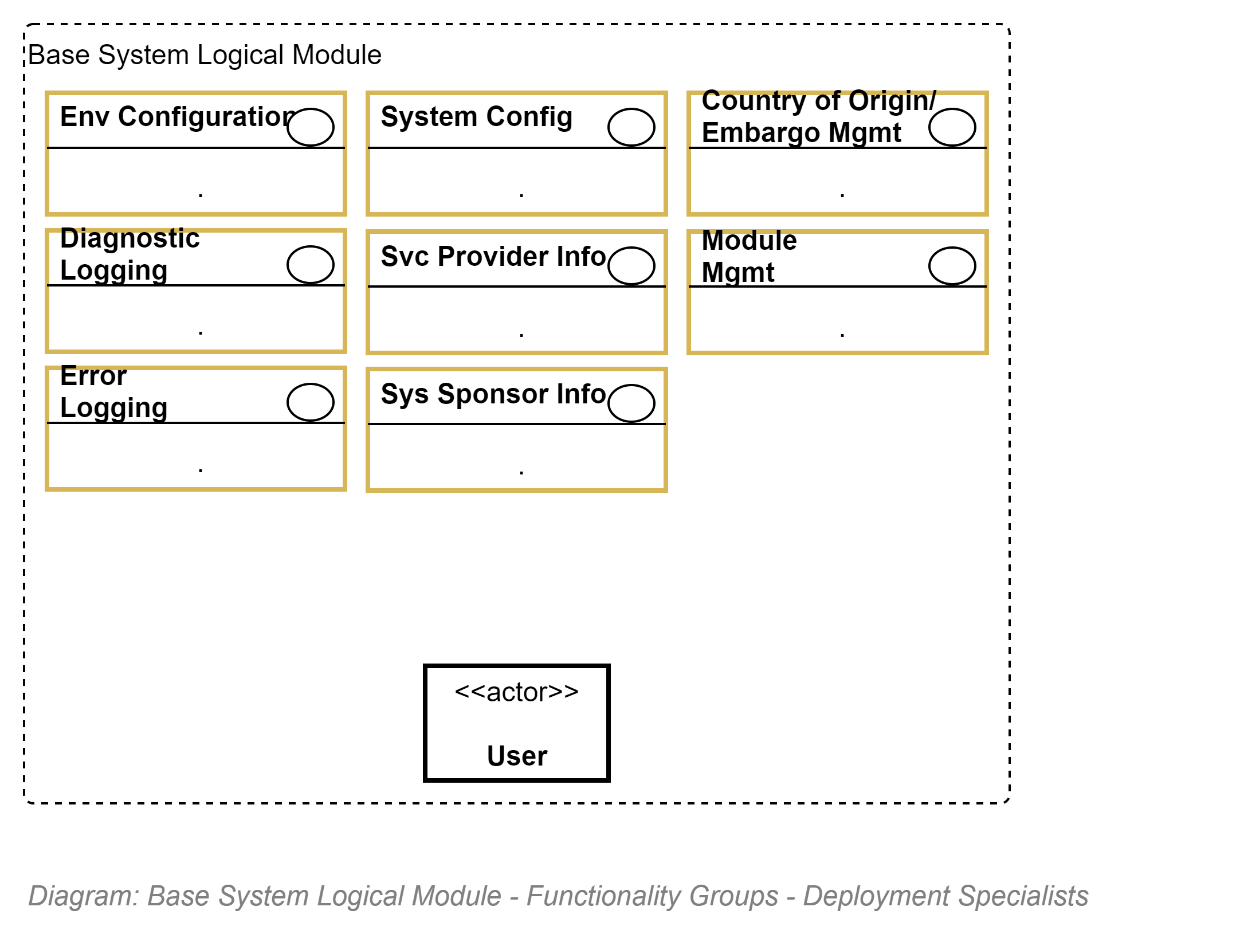 Base System Logical Module
Env Configuration
System Config
Country of Origin/
Embargo Mgmt
.
.
.
Diagnostic
Logging
Svc Provider Info
Module
Mgmt
.
.
.
Error
Logging
Sys Sponsor Info
.
.
<<actor>>
User
Diagram: Base System Logical Module - Functionality Groups - Deployment Specialists